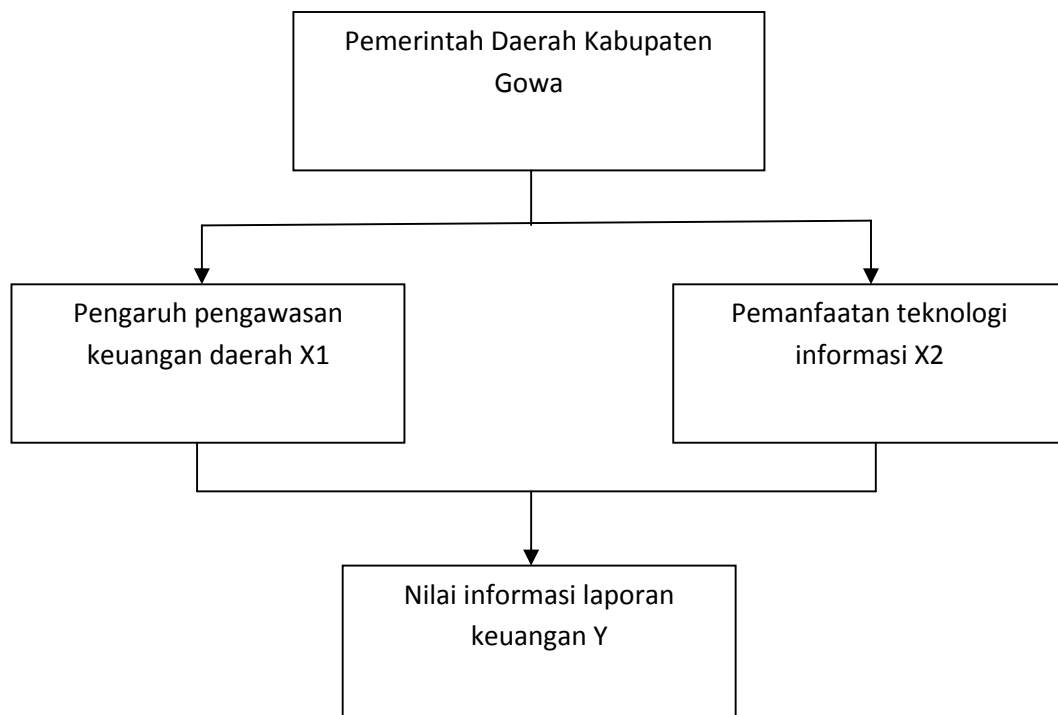 Pemerintah Daerah Kabupaten
Gowa
Pengaruh pengawasan
keuangan daerah X1
Pemanfaatan teknologi
informasi X2
Nilai informasi laporan
keuangan Y